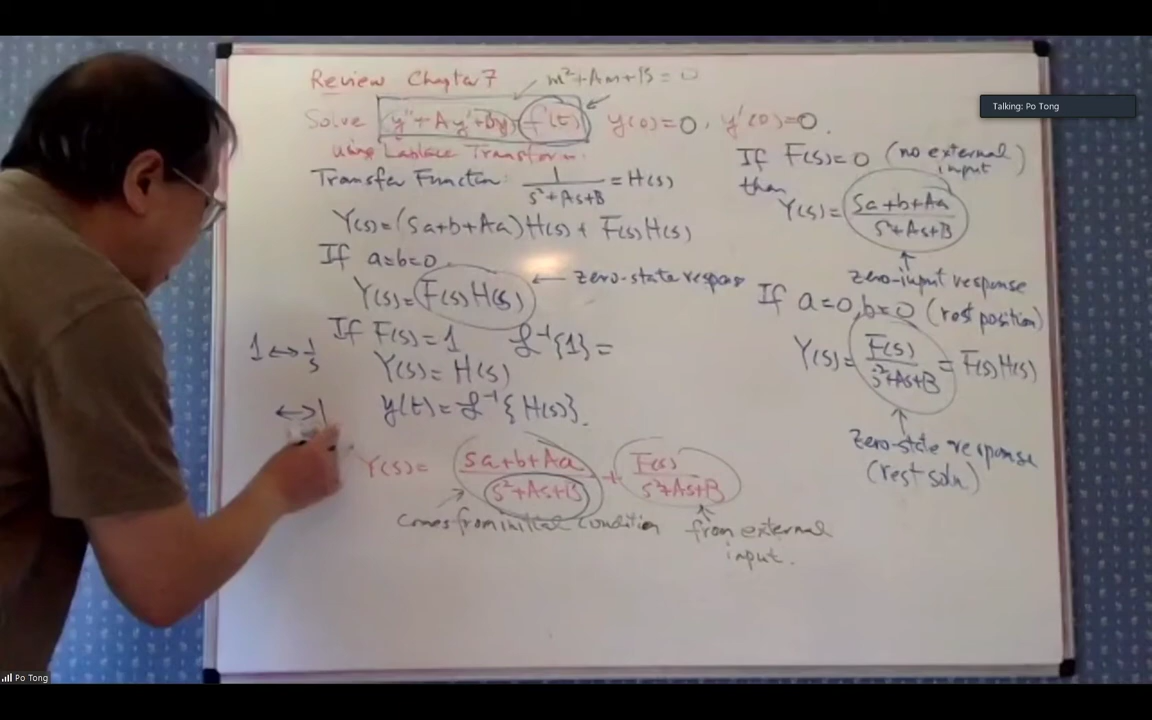 Review Chapter 7
m²+Am+B=0
Solve y''+Ay'+By=f(t) y(0)=0, y'(0)=0.
using Laplace Transform.
Transfer Function: 1/(s²+As+B) = H(s)
Y(s)=(sa+b+Aa)H(s)+F(s)H(s)
If a=b=0
Y(s)=F(s)H(s) ← zero-state response
If F(s)=1 ℒ⁻¹{1}=
1↔1/s
Y(s)=H(s)
↔1
y(t)=ℒ⁻¹{H(s)}.
Y(s)= (sa+b+Aa)/(s²+As+B) + F(s)/(s²+As+B)
comes from initial condition
from external
input.
If F(s)=0 (no external
input)
then
Y(s)= (sa+b+Aa)/(s²+As+B)
zero-input response
If a=0, b=0 (rest position)
Y(s)= F(s)/(s²+As+B) = F(s)H(s)
zero-state response
(rest soln)
Talking: Po Tong
Po Tong